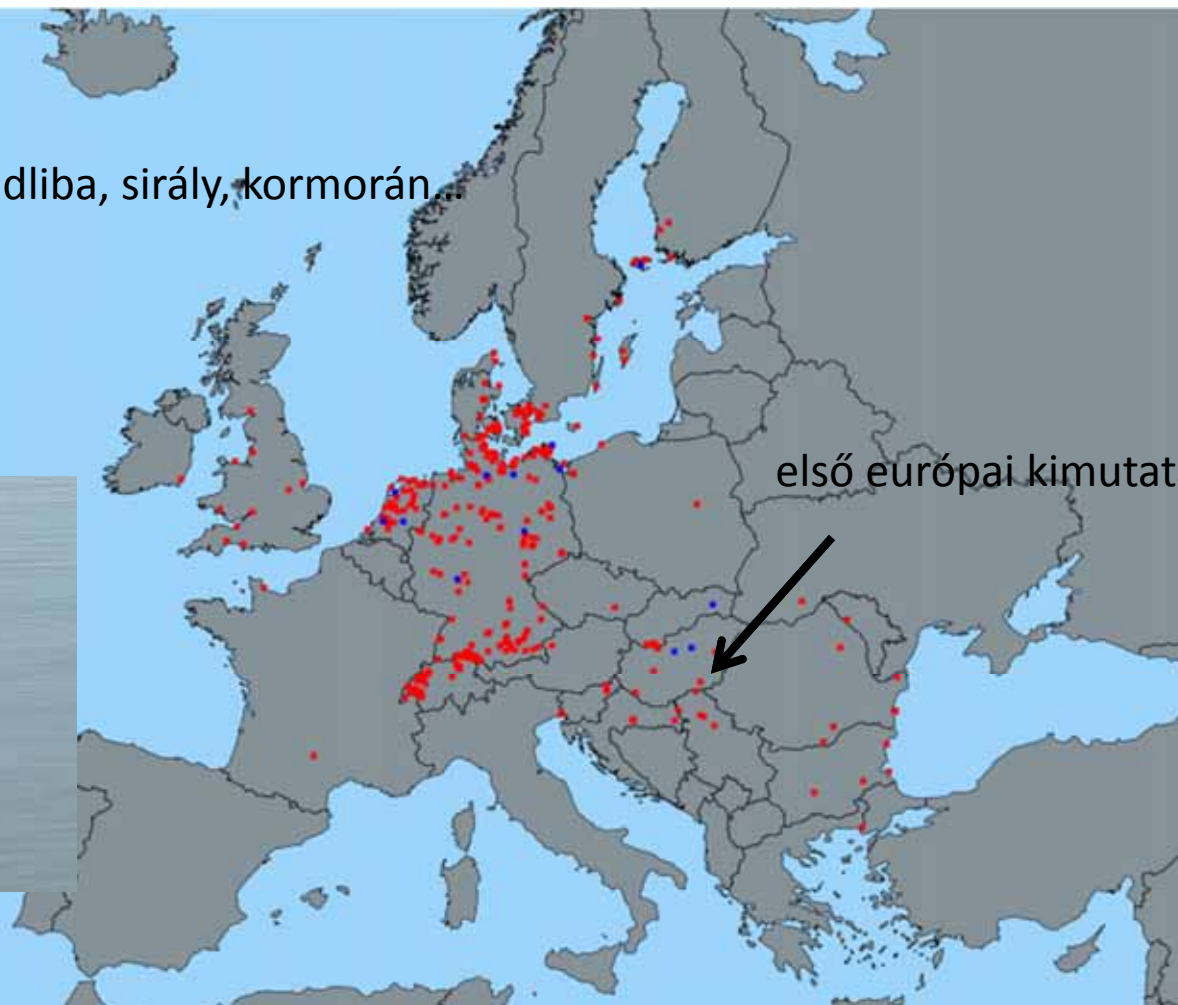 dliba, sirály, kormorán...
első európai kimutat